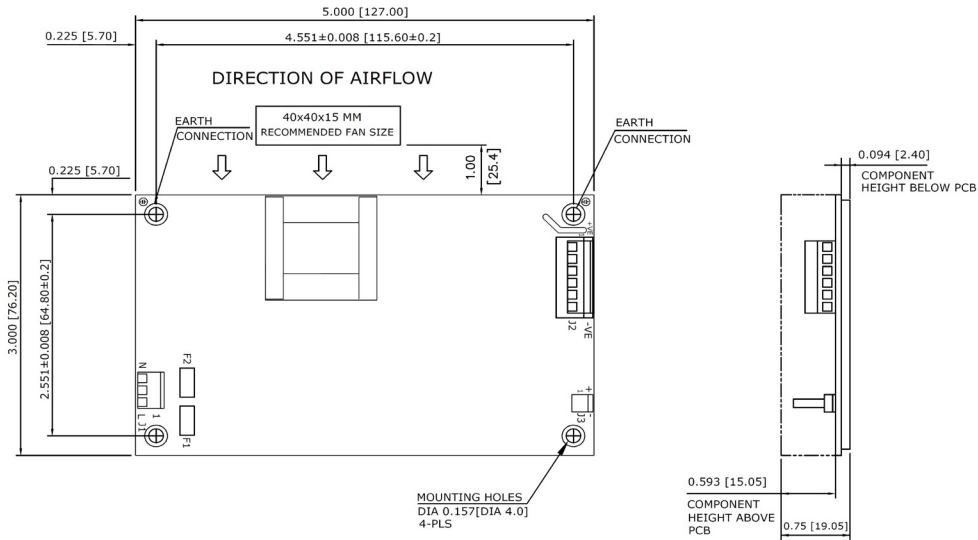 5.000 [127.00]
0.225 [5.70]
4.551±0.008 [115.60±0.2]
DIRECTION OF AIRFLOW
40x40x15 MM
RECOMMENDED FAN SIZE
EARTH
CONNECTION
EARTH
CONNECTION
1.00
[25.4]
0.225 [5.70]
0.094 [2.40]
COMPONENT
HEIGHT BELOW PCB
3.000 [76.20]
2.551±0.008 [64.80±0.2]
+VE
1
J2
-VE
N
F2
1
L
J1
F1
+
1
-
J3
MOUNTING HOLES
DIA 0.157[DIA 4.0]
4-PLS
0.593 [15.05]
COMPONENT
HEIGHT ABOVE
PCB
0.75 [19.05]